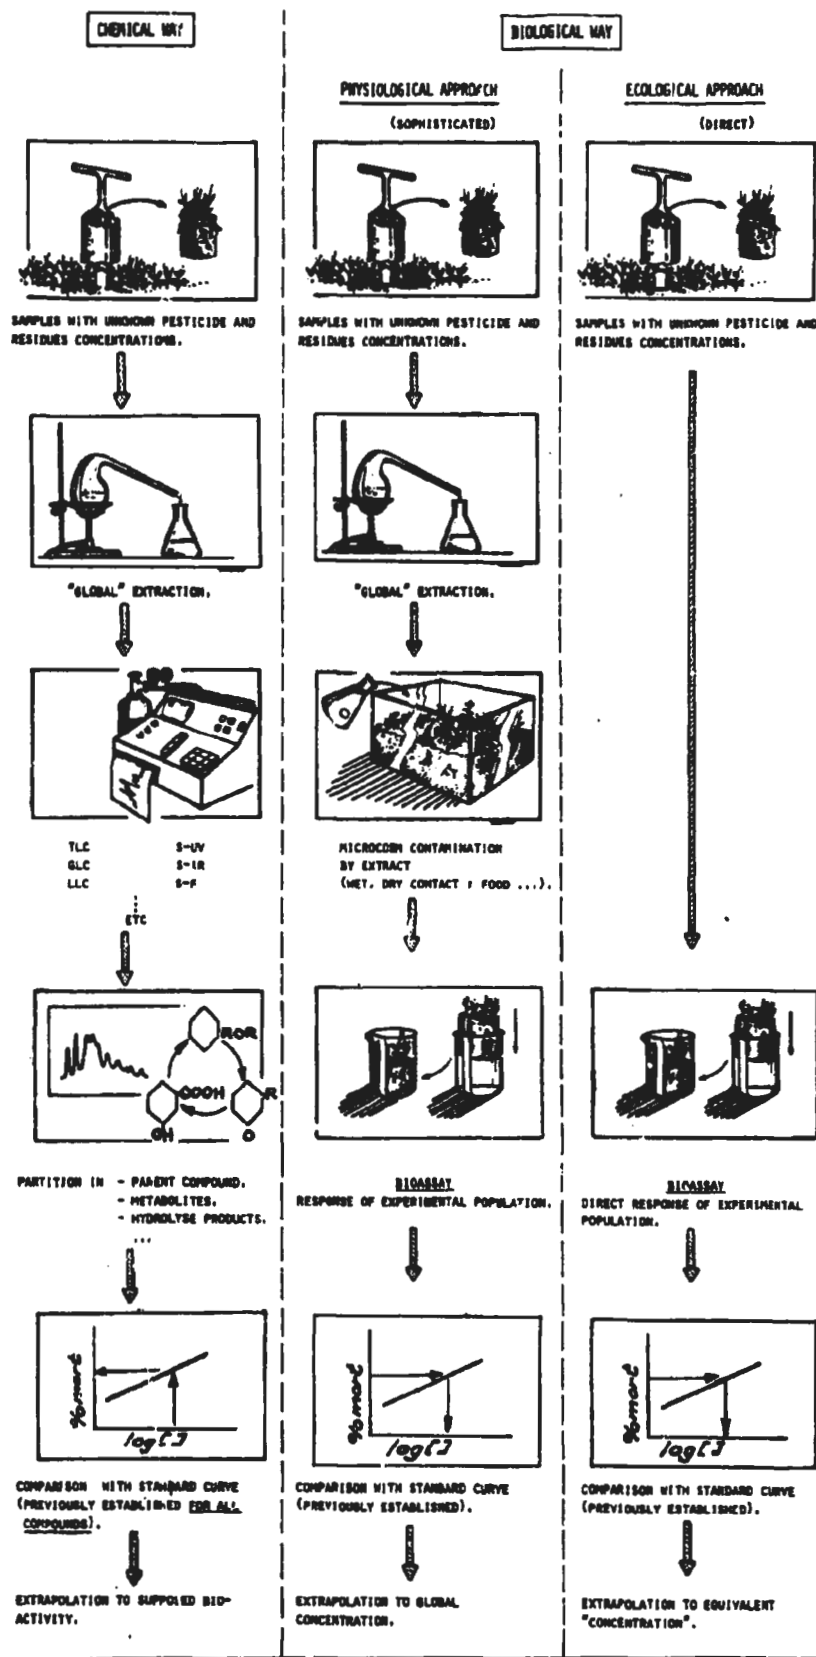 CHEMICAL WAY
BIOLOGICAL WAY
PHYSIOLOGICAL APPROACH
(SOPHISTICATED)
ECOLOGICAL APPROACH
(DIRECT)
SAMPLES WITH UNKNOWN PESTICIDE AND
RESIDUES CONCENTRATIONS.
SAMPLES WITH UNKNOWN PESTICIDE AND
RESIDUES CONCENTRATIONS.
SAMPLES WITH UNKNOWN PESTICIDE AND
RESIDUES CONCENTRATIONS.
"GLOBAL" EXTRACTION.
"GLOBAL" EXTRACTION.
TLC S-UV
GLC S-IR
LLC S-F
ETC
MICROCOSM CONTAMINATION
BY EXTRACT
(WET, DRY CONTACT ; FOOD ...).
ROR
COOH
R
OH
O
PARTITION IN - PARENT COMPOUND.
- METABOLITES.
- HYDROLYSE PRODUCTS.
...
BIOASSAY
RESPONSE OF EXPERIMENTAL POPULATION.
BIOASSAY
DIRECT RESPONSE OF EXPERIMENTAL
POPULATION.
% mort
log [ ]
% mort
log [ ]
% mort
log [ ]
COMPARISON WITH STANDARD CURVE
(PREVIOUSLY ESTABLISHED FOR ALL
COMPOUNDS).
COMPARISON WITH STANDARD CURVE
(PREVIOUSLY ESTABLISHED).
COMPARISON WITH STANDARD CURVE
(PREVIOUSLY ESTABLISHED).
EXTRAPOLATION TO SUPPOSED BIO-
ACTIVITY.
EXTRAPOLATION TO GLOBAL
CONCENTRATION.
EXTRAPOLATION TO EQUIVALENT
"CONCENTRATION".